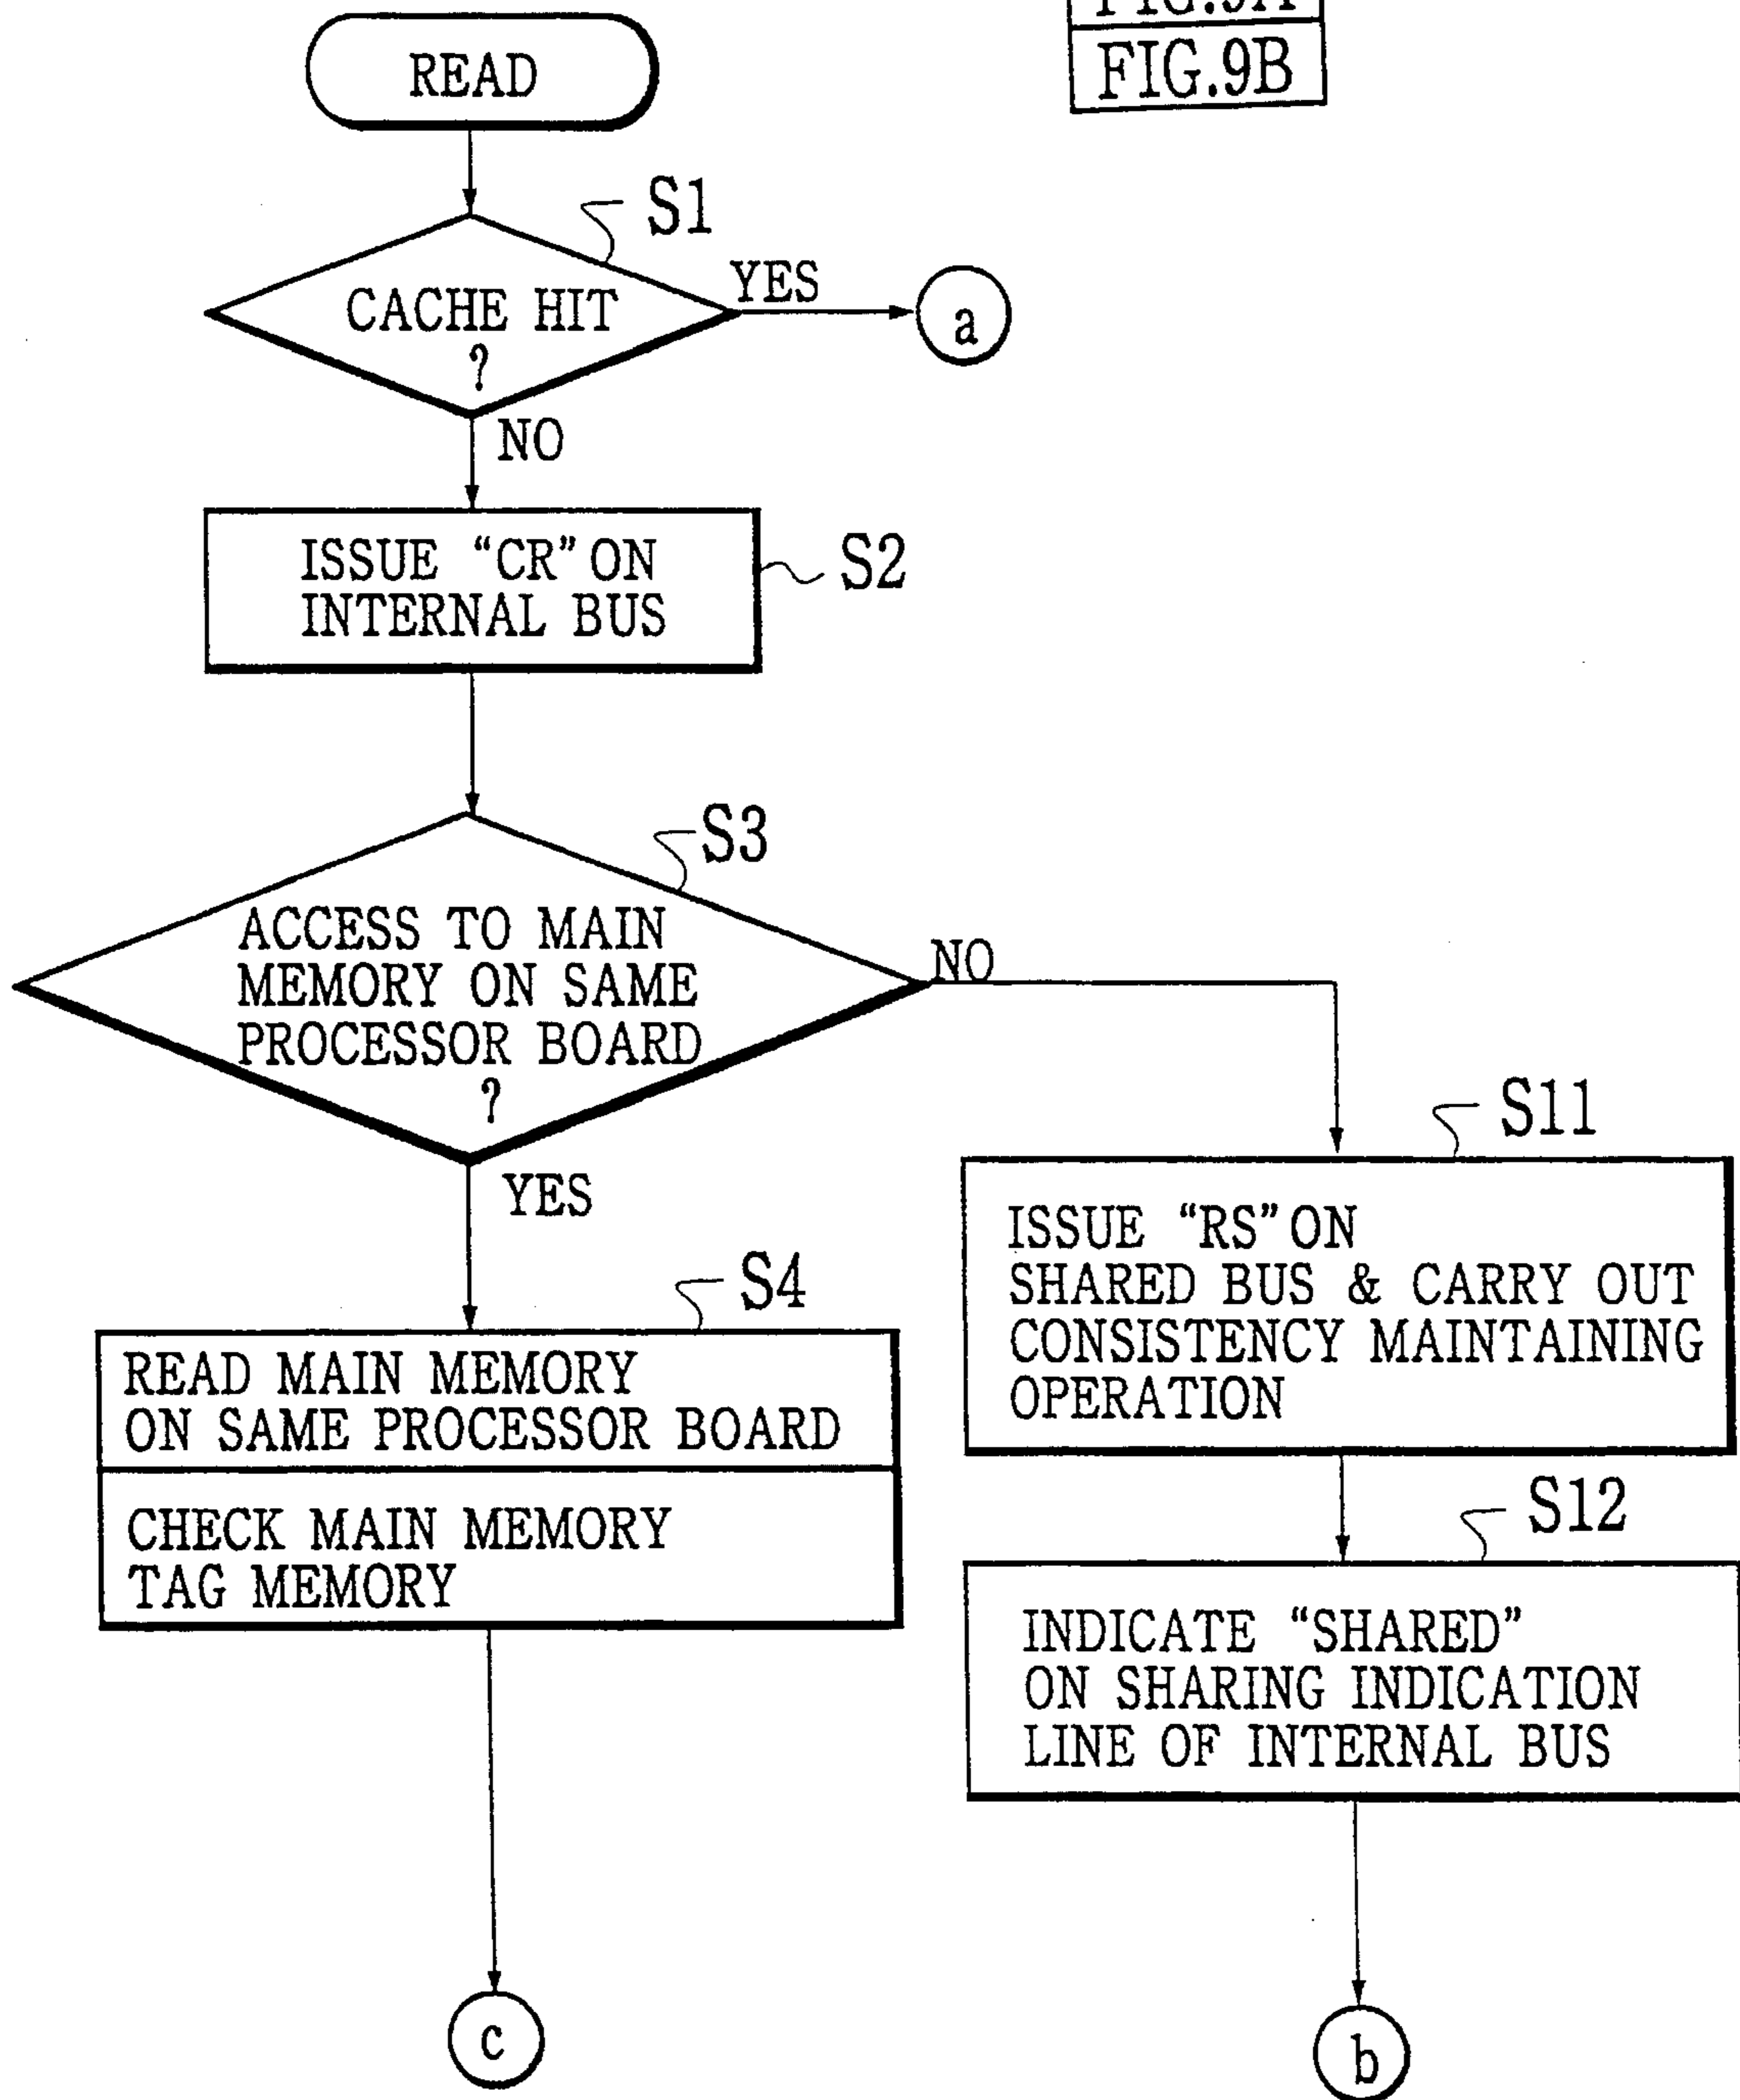 FIG.9A
FIG.9B
READ
S1
CACHE HIT
?
YES
a
NO
ISSUE “CR” ON
INTERNAL BUS
S2
S3
ACCESS TO MAIN
MEMORY ON SAME
PROCESSOR BOARD
?
NO
YES
S4
READ MAIN MEMORY
ON SAME PROCESSOR BOARD
CHECK MAIN MEMORY
TAG MEMORY
c
S11
ISSUE “RS” ON
SHARED BUS & CARRY OUT
CONSISTENCY MAINTAINING
OPERATION
S12
INDICATE “SHARED”
ON SHARING INDICATION
LINE OF INTERNAL BUS
b